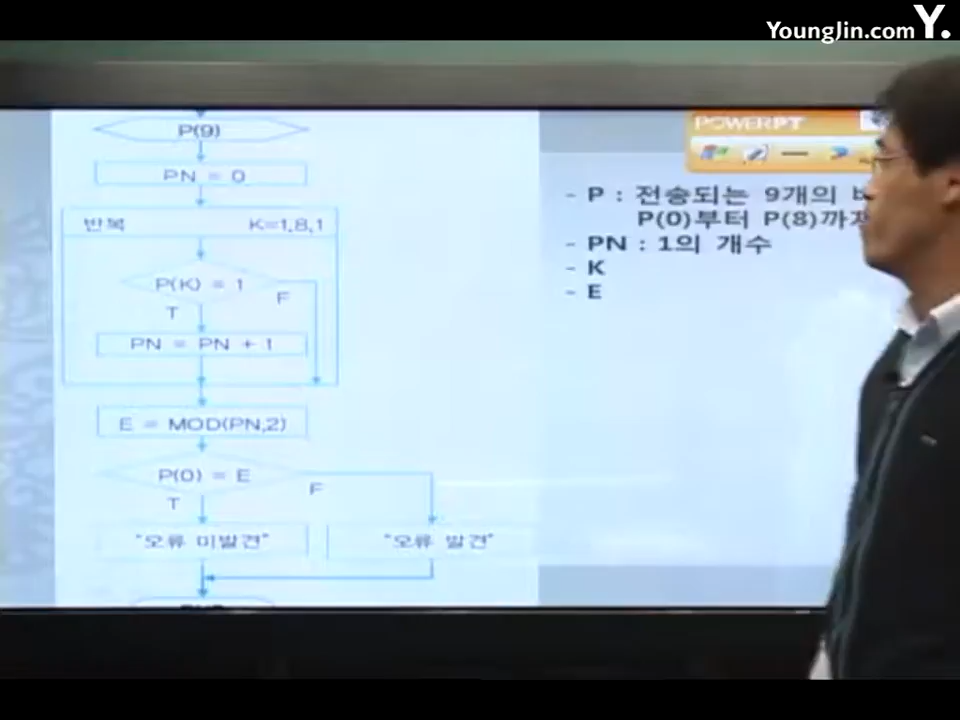 YoungJin.com Y.
POWERPT
P(9)
PN = 0
반복 K=1,8,1
P(K) = 1
F
T
PN = PN + 1
E = MOD(PN,2)
P(0) = E
F
T
"오류 미발견"
"오류 발견"
- P : 전송되는 9개의
P(0)부터 P(8)까지
- PN : 1의 개수
- K
- E